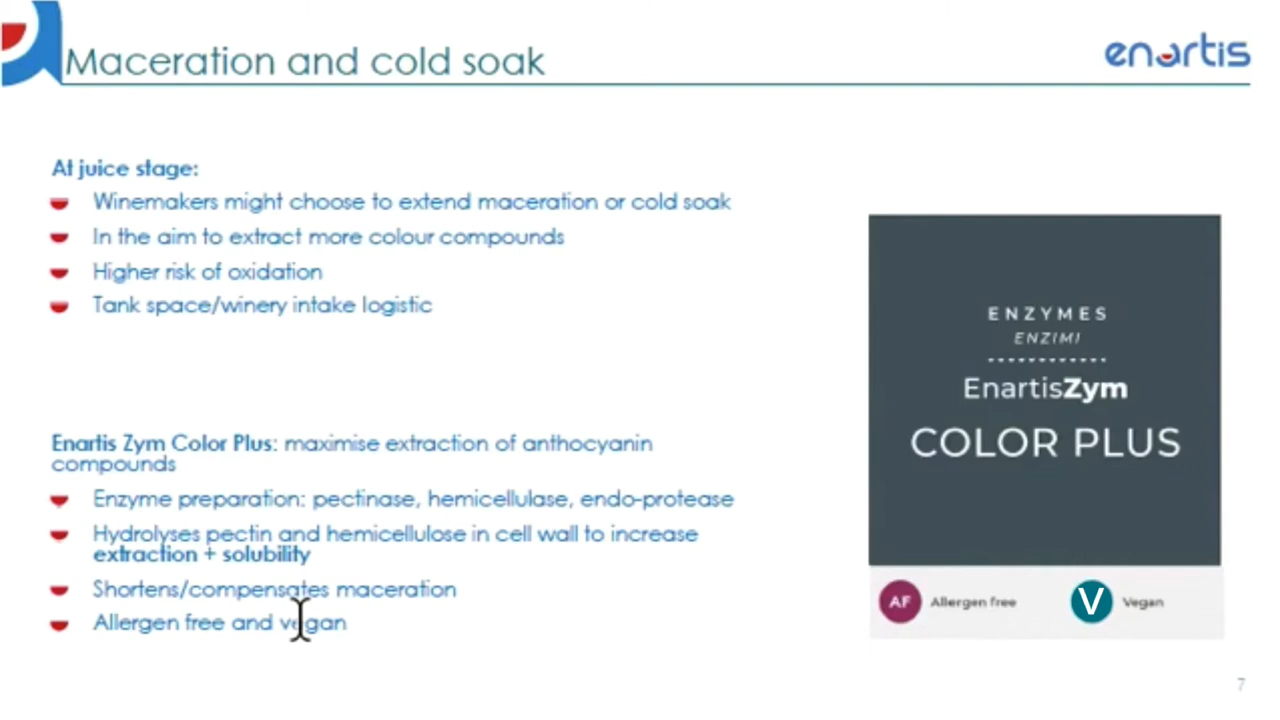 Maceration and cold soak
enartis
At juice stage:
Winemakers might choose to extend maceration or cold soak
In the aim to extract more colour compounds
Higher risk of oxidation
Tank space/winery intake logistic
Enartis Zym Color Plus: maximise extraction of anthocyanin
compounds
Enzyme preparation: pectinase, hemicellulase, endo-protease
Hydrolyses pectin and hemicellulose in cell wall to increase
extraction + solubility
Shortens/compensates maceration
Allergen free and vegan
ENZYMES
ENZIMI
EnartisZym
COLOR PLUS
AF Allergen free
V Vegan
7